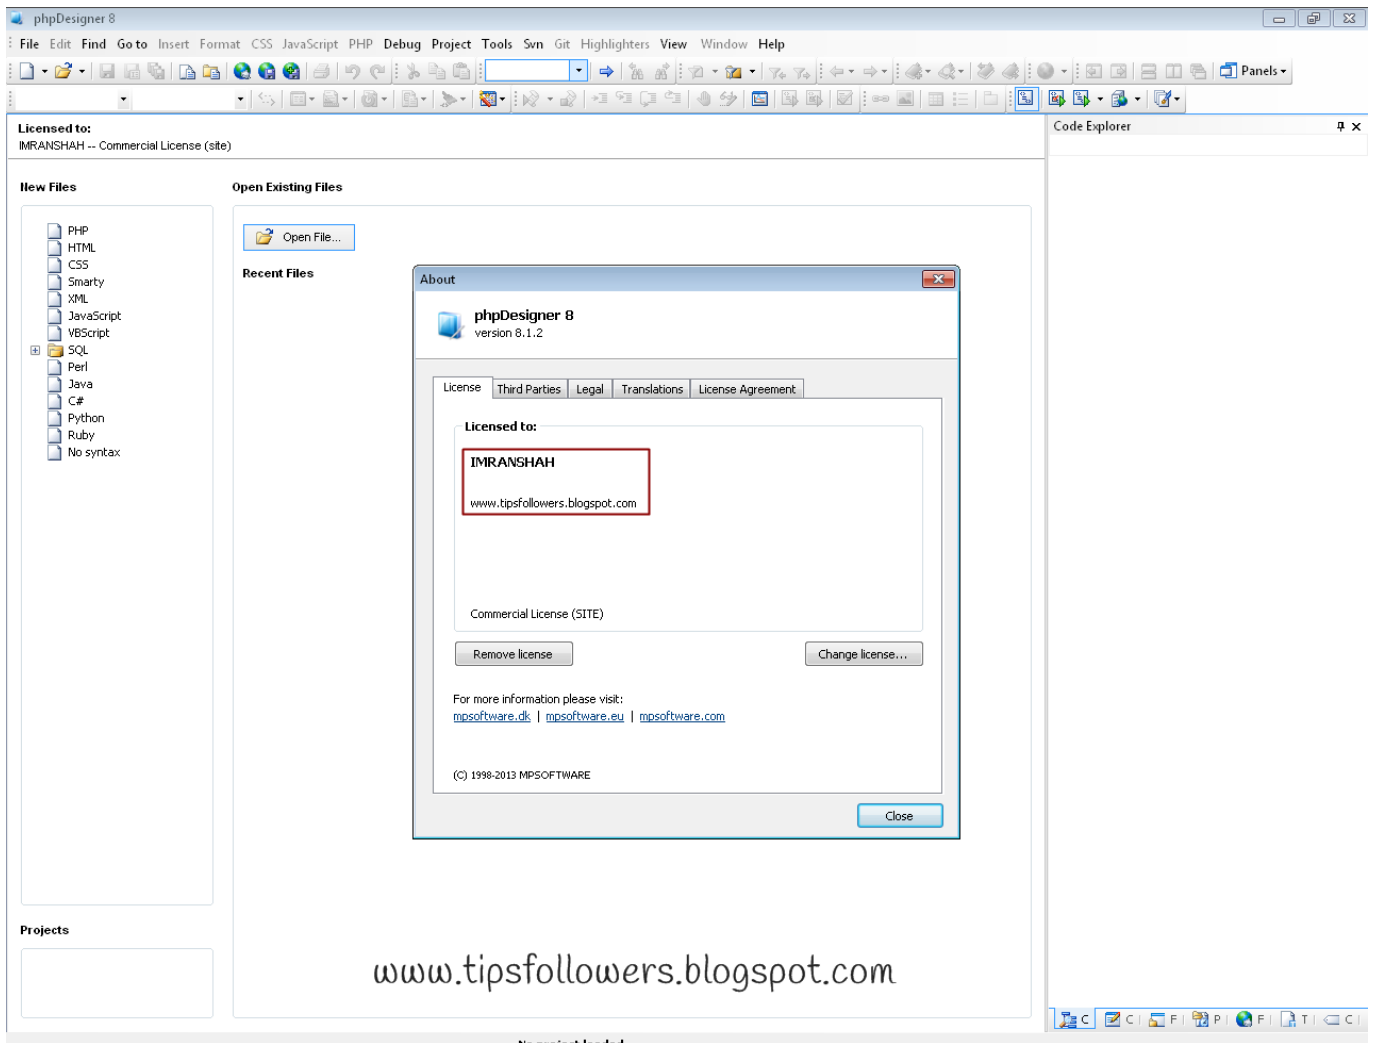 phpDesigner 8
File Edit Find Goto Insert Format CSS JavaScript PHP Debug Project Tools Svn Git Highlighters View Window Help
Panels
Licensed to:
IMRANSHAH -- Commercial License (site)
Code Explorer
New Files
Open Existing Files
PHP
HTML
CSS
Smarty
XML
JavaScript
VBScript
SQL
Perl
Java
C#
Python
Ruby
No syntax
Open File...
Recent Files
About
phpDesigner 8
version 8.1.2
License Third Parties Legal Translations License Agreement
Licensed to:
IMRANSHAH
www.tipsfollowers.blogspot.com
Commercial License (SITE)
Remove license Change license...
For more information please visit:
mpsoftware.dk | mpsoftware.eu | mpsoftware.com
(C) 1998-2013 MPSOFTWARE
Close
Projects
www.tipsfollowers.blogspot.com
C C F P F T C
No project loaded